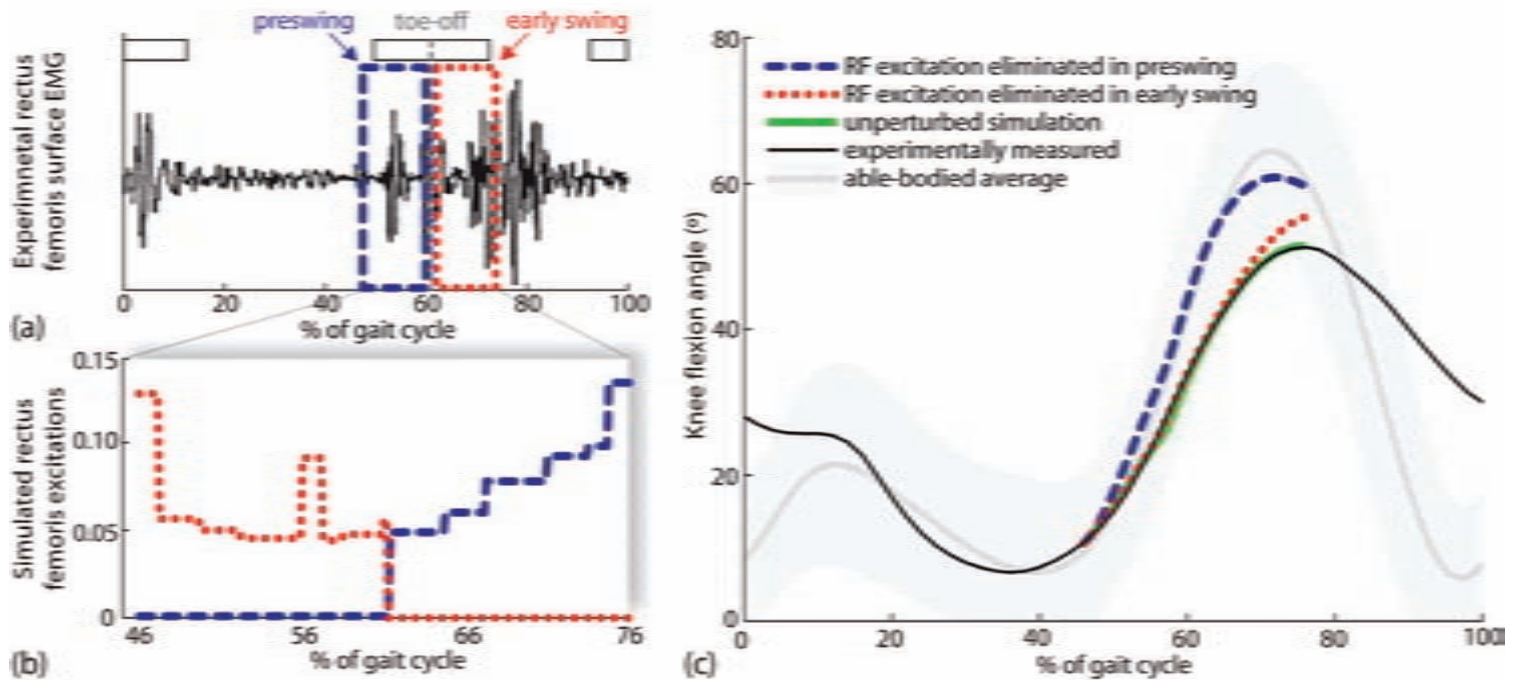 preswing toe-off early swing
Experimnetal rectus
femoris surface EMG
0 20 40 60 80 100
% of gait cycle
(a)
0.15
0.10
0.05
0
Simulated rectus
femoris excitations
46 56 66 76
% of gait cycle
(b)
80
60
40
20
0
Knee flexion angle (º)
RF excitation eliminated in preswing
RF excitation eliminated in early swing
unperturbed simulation
experimentally measured
able-bodied average
0 20 40 60 80 100
% of gait cycle
(c)